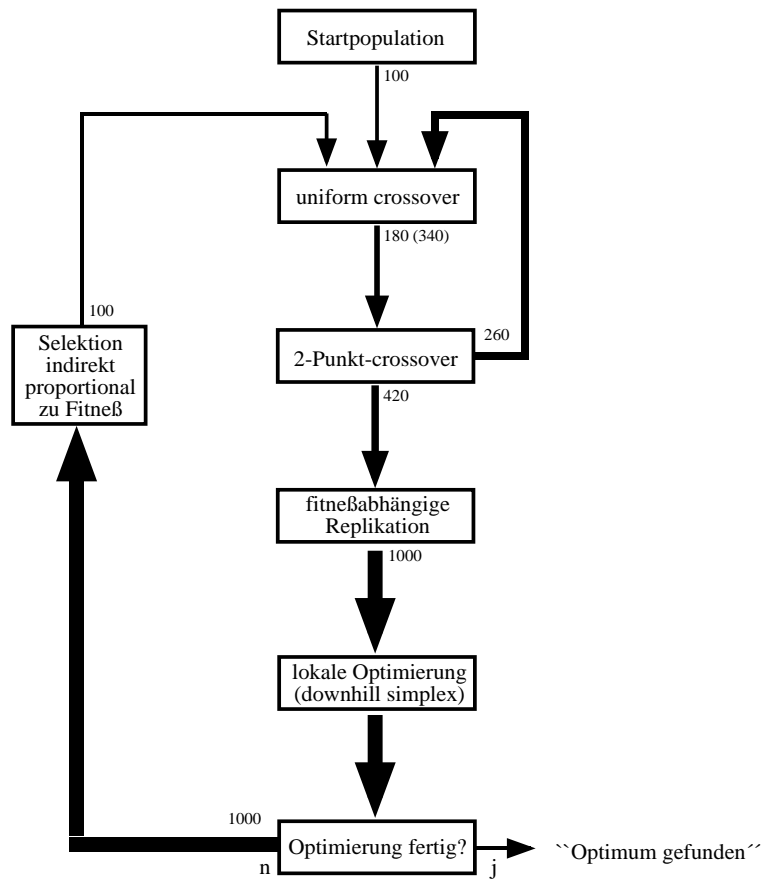 Startpopulation
100
uniform crossover
180 (340)
100
Selektion
indirekt
proportional
zu Fitneß
260
2-Punkt-crossover
420
fitneßabhängige
Replikation
1000
lokale Optimierung
(downhill simplex)
1000
Optimierung fertig?
n
j
``Optimum gefunden´´